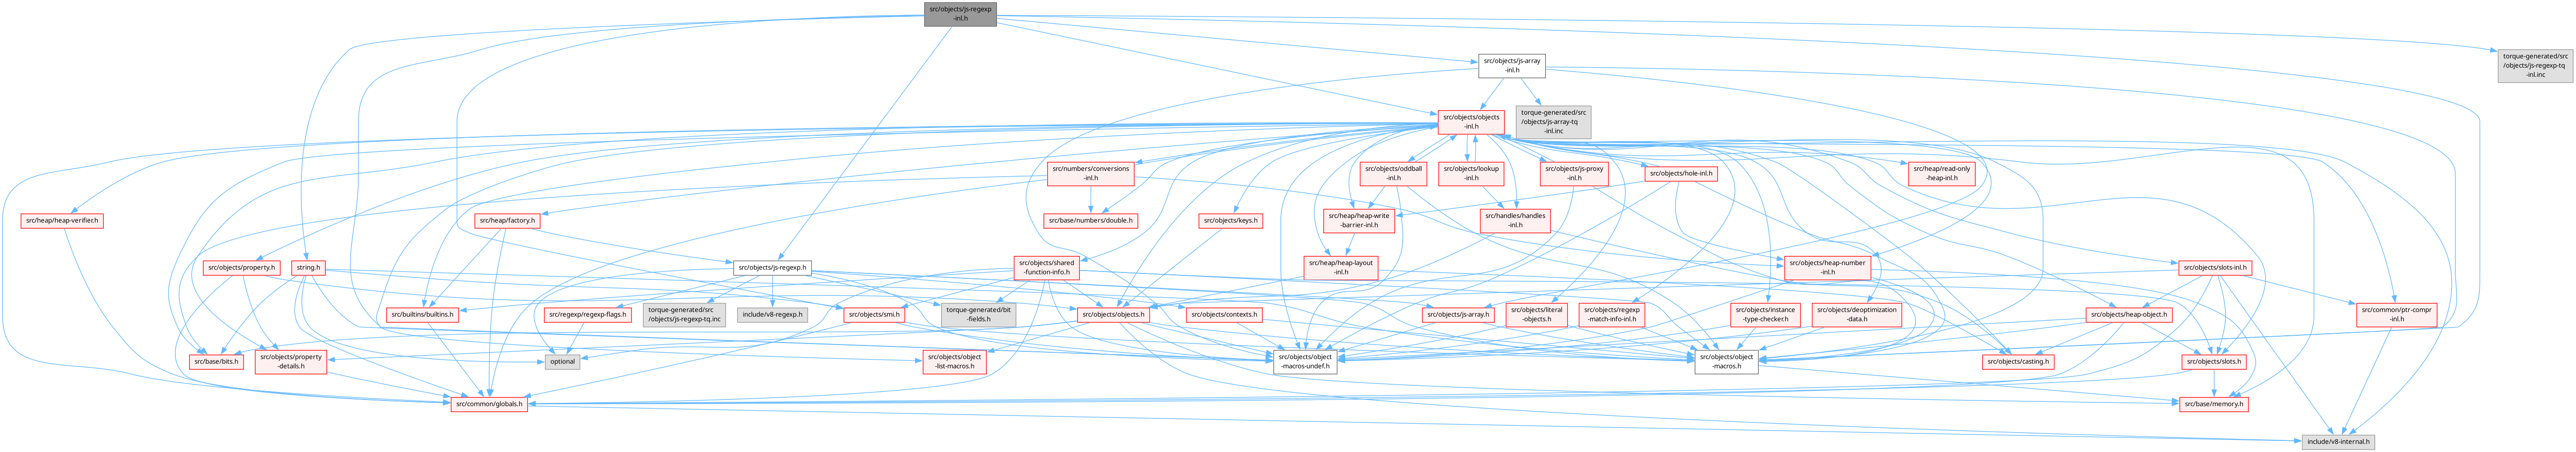 src/objects/js-regexp
-inl.h
src/objects/js-array
-inl.h
torque-generated/src
/objects/js-regexp-tq
-inl.inc
src/objects/objects
-inl.h
torque-generated/src
/objects/js-array-tq
-inl.inc
src/numbers/conversions
-inl.h
src/objects/oddball
-inl.h
src/objects/lookup
-inl.h
src/objects/js-proxy
-inl.h
src/objects/hole-inl.h
src/heap/read-only
-heap-inl.h
src/heap/heap-verifier.h
src/heap/factory.h
src/base/numbers/double.h
src/objects/keys.h
src/heap/heap-write
-barrier-inl.h
src/handles/handles
-inl.h
src/objects/property.h
string.h
src/objects/js-regexp.h
src/objects/shared
-function-info.h
src/heap/heap-layout
-inl.h
src/objects/heap-number
-inl.h
src/objects/slots-inl.h
src/builtins/builtins.h
src/regexp/regexp-flags.h
torque-generated/src
/objects/js-regexp-tq.inc
include/v8-regexp.h
src/objects/smi.h
torque-generated/bit
-fields.h
src/objects/objects.h
src/objects/contexts.h
src/objects/js-array.h
src/objects/literal
-objects.h
src/objects/regexp
-match-info-inl.h
src/objects/instance
-type-checker.h
src/objects/deoptimization
-data.h
src/objects/heap-object.h
src/common/ptr-compr
-inl.h
src/base/bits.h
src/objects/property
-details.h
optional
src/objects/object
-list-macros.h
src/objects/object
-macros-undef.h
src/objects/object
-macros.h
src/objects/casting.h
src/objects/slots.h
src/common/globals.h
src/base/memory.h
include/v8-internal.h